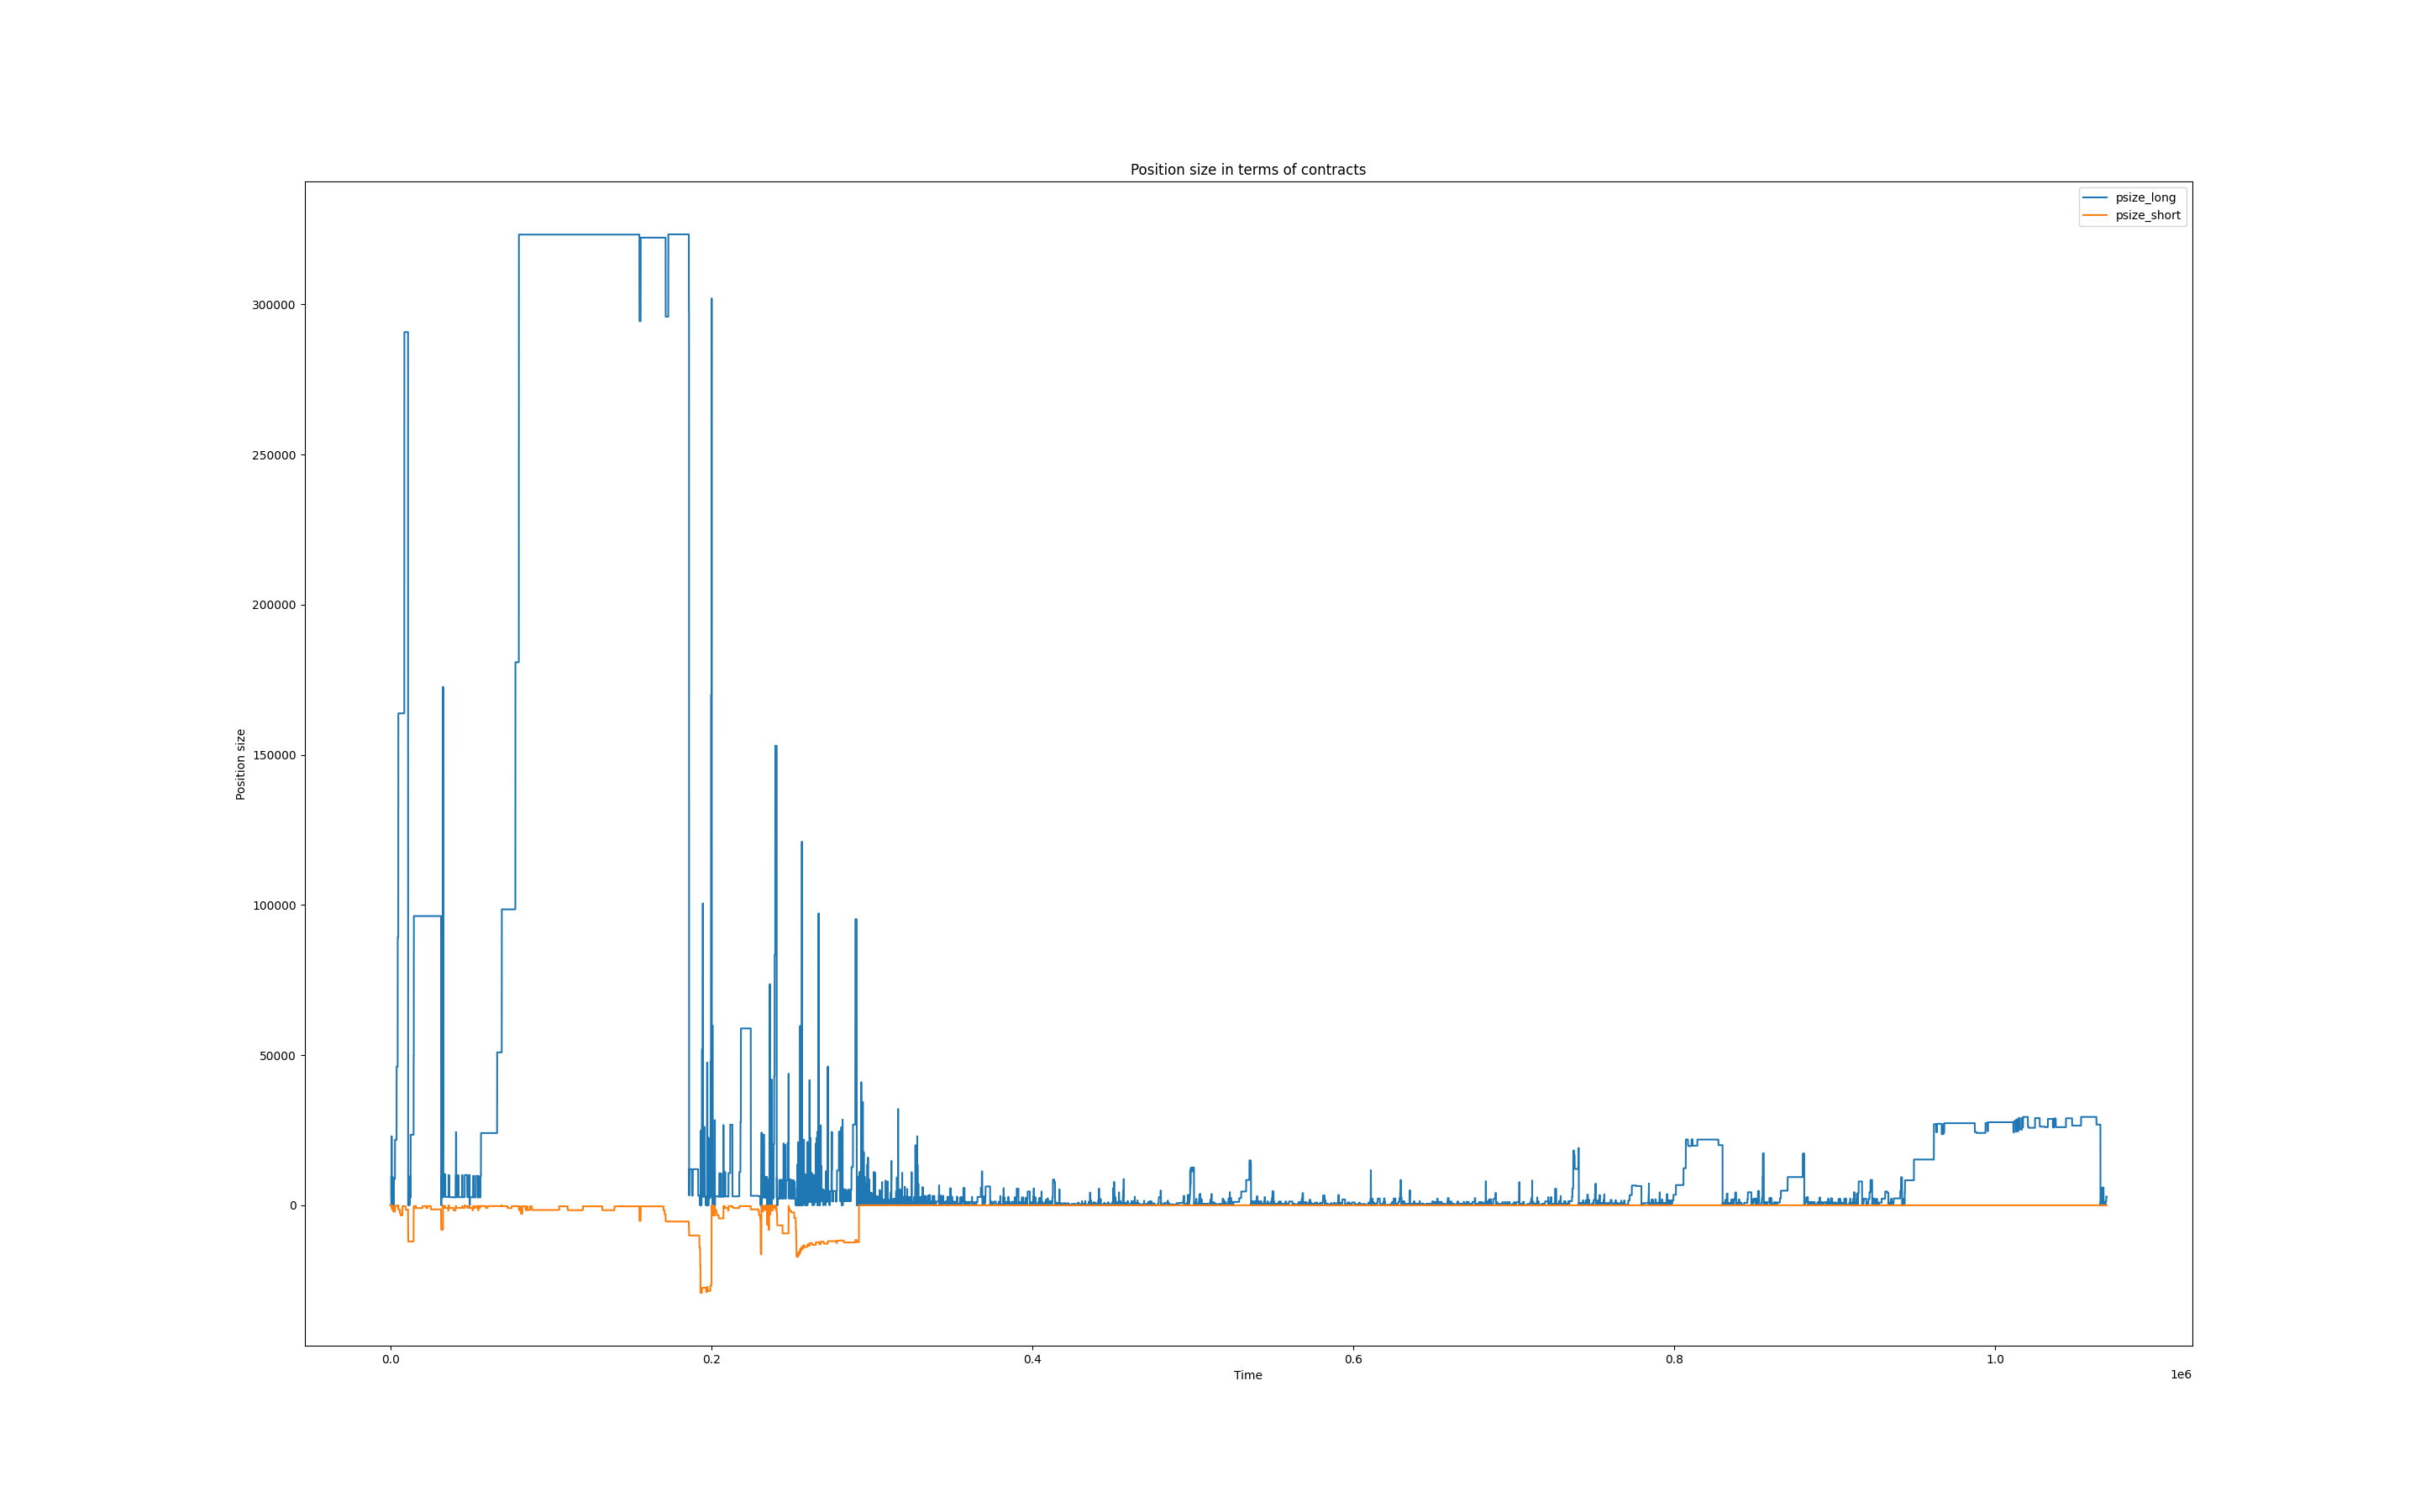 Position size in terms of contracts
psize_long
psize_short
Position size
300000
250000
200000
150000
100000
50000
0
0.0 0.2 0.4 0.6 0.8 1.0
Time
1e6